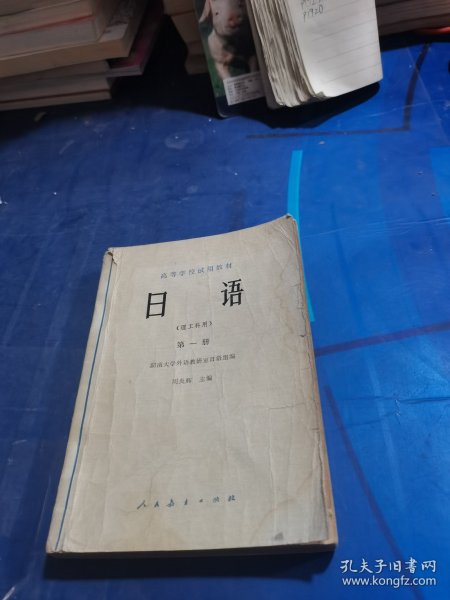 高等学校试用教材
日 语
(理工科用)
第一册
湖南大学外语教研室日语组编
周炎辉 主编
人民教育出版社
孔夫子旧书网
www.kongfz.com